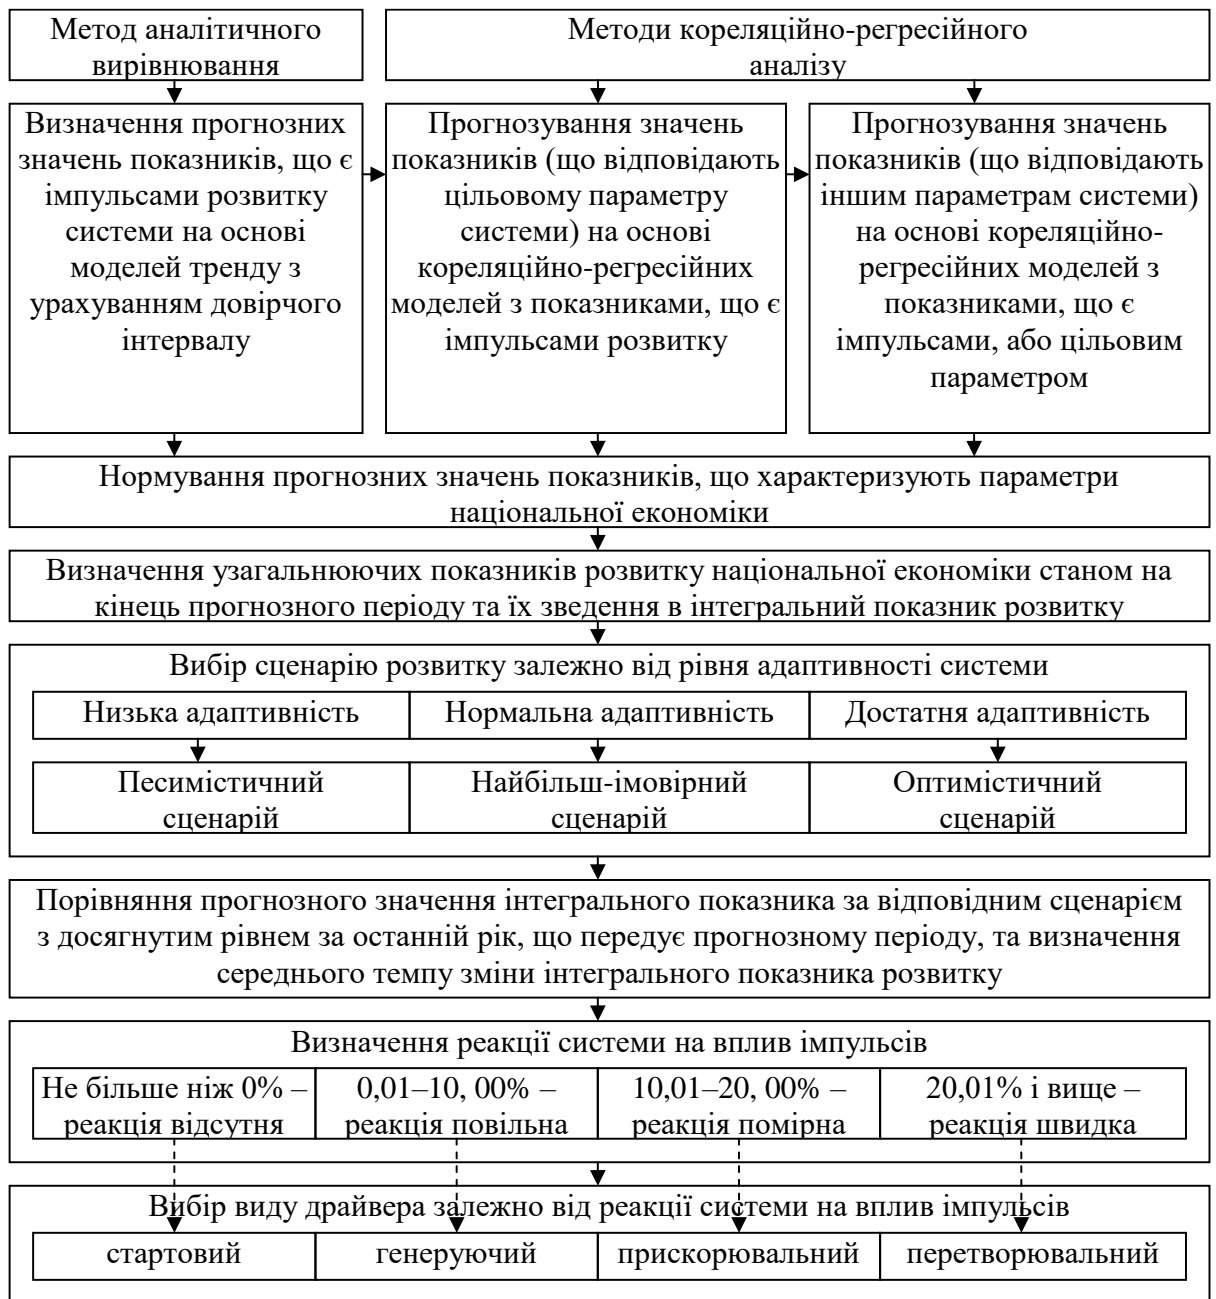 Метод аналітичного
вирівнювання
Методи кореляційно-регресійного
аналізу
Визначення прогнозних
значень показників, що є
імпульсами розвитку
системи на основі
моделей тренду з
урахуванням довірчого
інтервалу
Прогнозування значень
показників (що відповідають
цільовому параметру
системи) на основі
кореляційно-регресійних
моделей з показниками, що є
імпульсами розвитку
Прогнозування значень
показників (що відповідають
іншим параметрам системи)
на основі кореляційно-
регресійних моделей з
показниками, що є
імпульсами, або цільовим
параметром
Нормування прогнозних значень показників, що характеризують параметри
національної економіки
Визначення узагальнюючих показників розвитку національної економіки станом на
кінець прогнозного періоду та їх зведення в інтегральний показник розвитку
Вибір сценарію розвитку залежно від рівня адаптивності системи
Низька адаптивність
Нормальна адаптивність
Достатня адаптивність
Песимістичний
сценарій
Найбільш-імовірний
сценарій
Оптимістичний
сценарій
Порівняння прогнозного значення інтегрального показника за відповідним сценарієм
з досягнутим рівнем за останній рік, що передує прогнозному періоду, та визначення
середнього темпу зміни інтегрального показника розвитку
Визначення реакції системи на вплив імпульсів
Не більше ніж 0% –
реакція відсутня
0,01–10, 00% –
реакція повільна
10,01–20, 00% –
реакція помірна
20,01% і вище –
реакція швидка
Вибір виду драйвера залежно від реакції системи на вплив імпульсів
стартовий
генеруючий
прискорювальний
перетворювальний